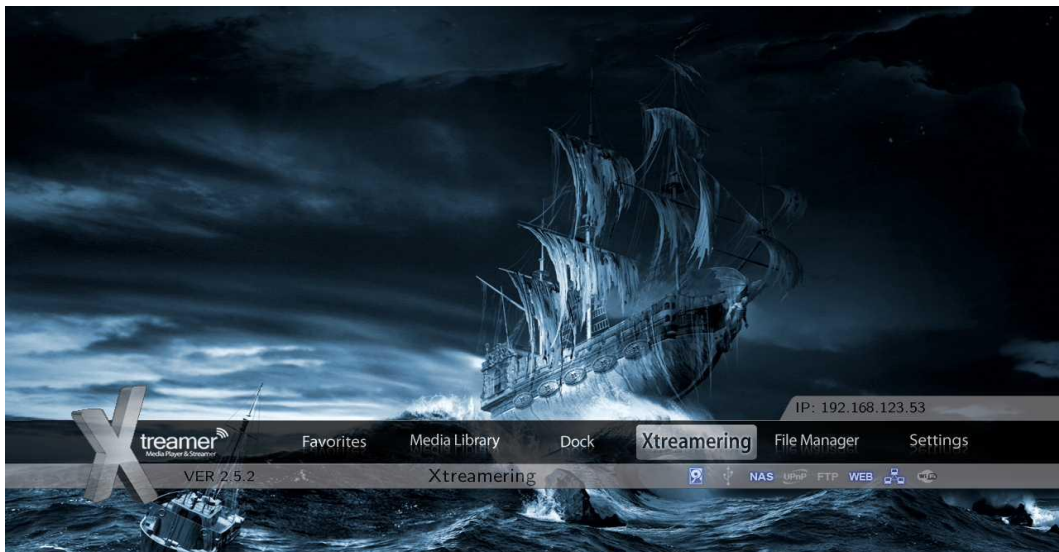 IP: 192.168.123.53
Xtreamer
Media Player & Streamer
Favorites
Media Library
Dock
Xtreamering
File Manager
Settings
VER 2.5.2
Xtreamering
NAS UPnP FTP WEB